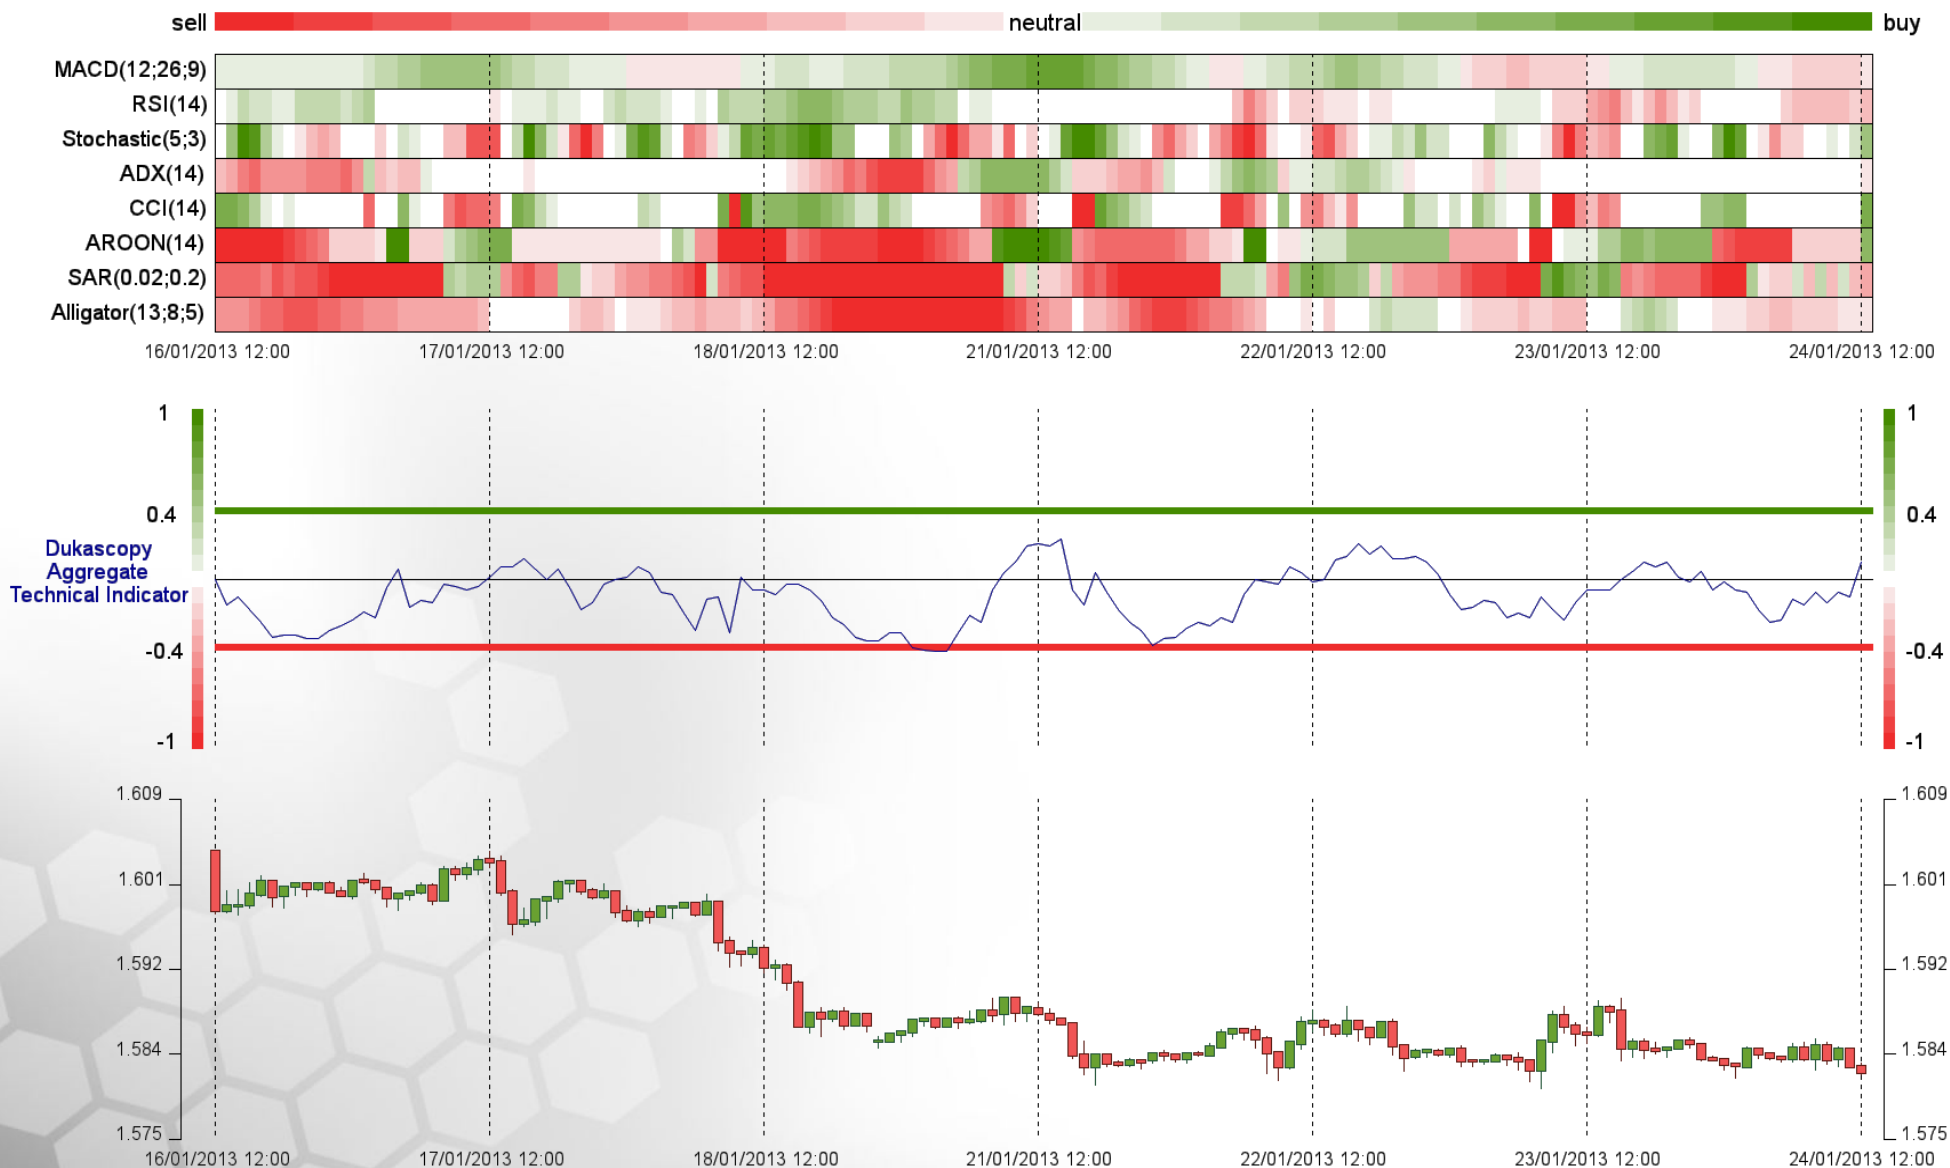 sell neutral buy
MACD(12;26;9)
RSI(14)
Stochastic(5;3)
ADX(14)
CCI(14)
AROON(14)
SAR(0.02;0.2)
Alligator(13;8;5)
16/01/2013 12:00 17/01/2013 12:00 18/01/2013 12:00 21/01/2013 12:00 22/01/2013 12:00 23/01/2013 12:00 24/01/2013 12:00
1 1
0.4 0.4
Dukascopy
Aggregate
Technical Indicator
-0.4 -0.4
-1 -1
1.609 1.609
1.601 1.601
1.592 1.592
1.584 1.584
1.575 1.575
16/01/2013 12:00 17/01/2013 12:00 18/01/2013 12:00 21/01/2013 12:00 22/01/2013 12:00 23/01/2013 12:00 24/01/2013 12:00